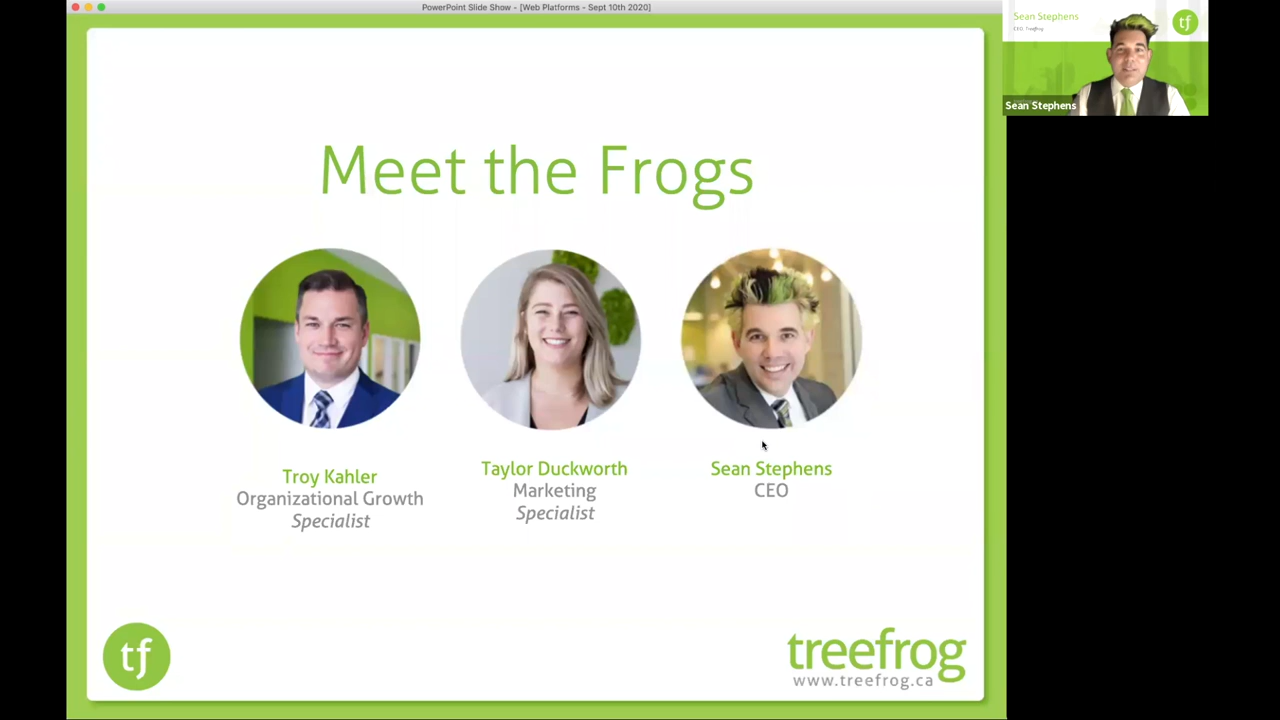 PowerPoint Slide Show - [Web Platforms - Sept 10th 2020]
Sean Stephens
CEO, Treefrog
tf
Sean Stephens
Meet the Frogs
Troy Kahler
Organizational Growth
Specialist
Taylor Duckworth
Marketing
Specialist
Sean Stephens
CEO
tf
treefrog
www.treefrog.ca